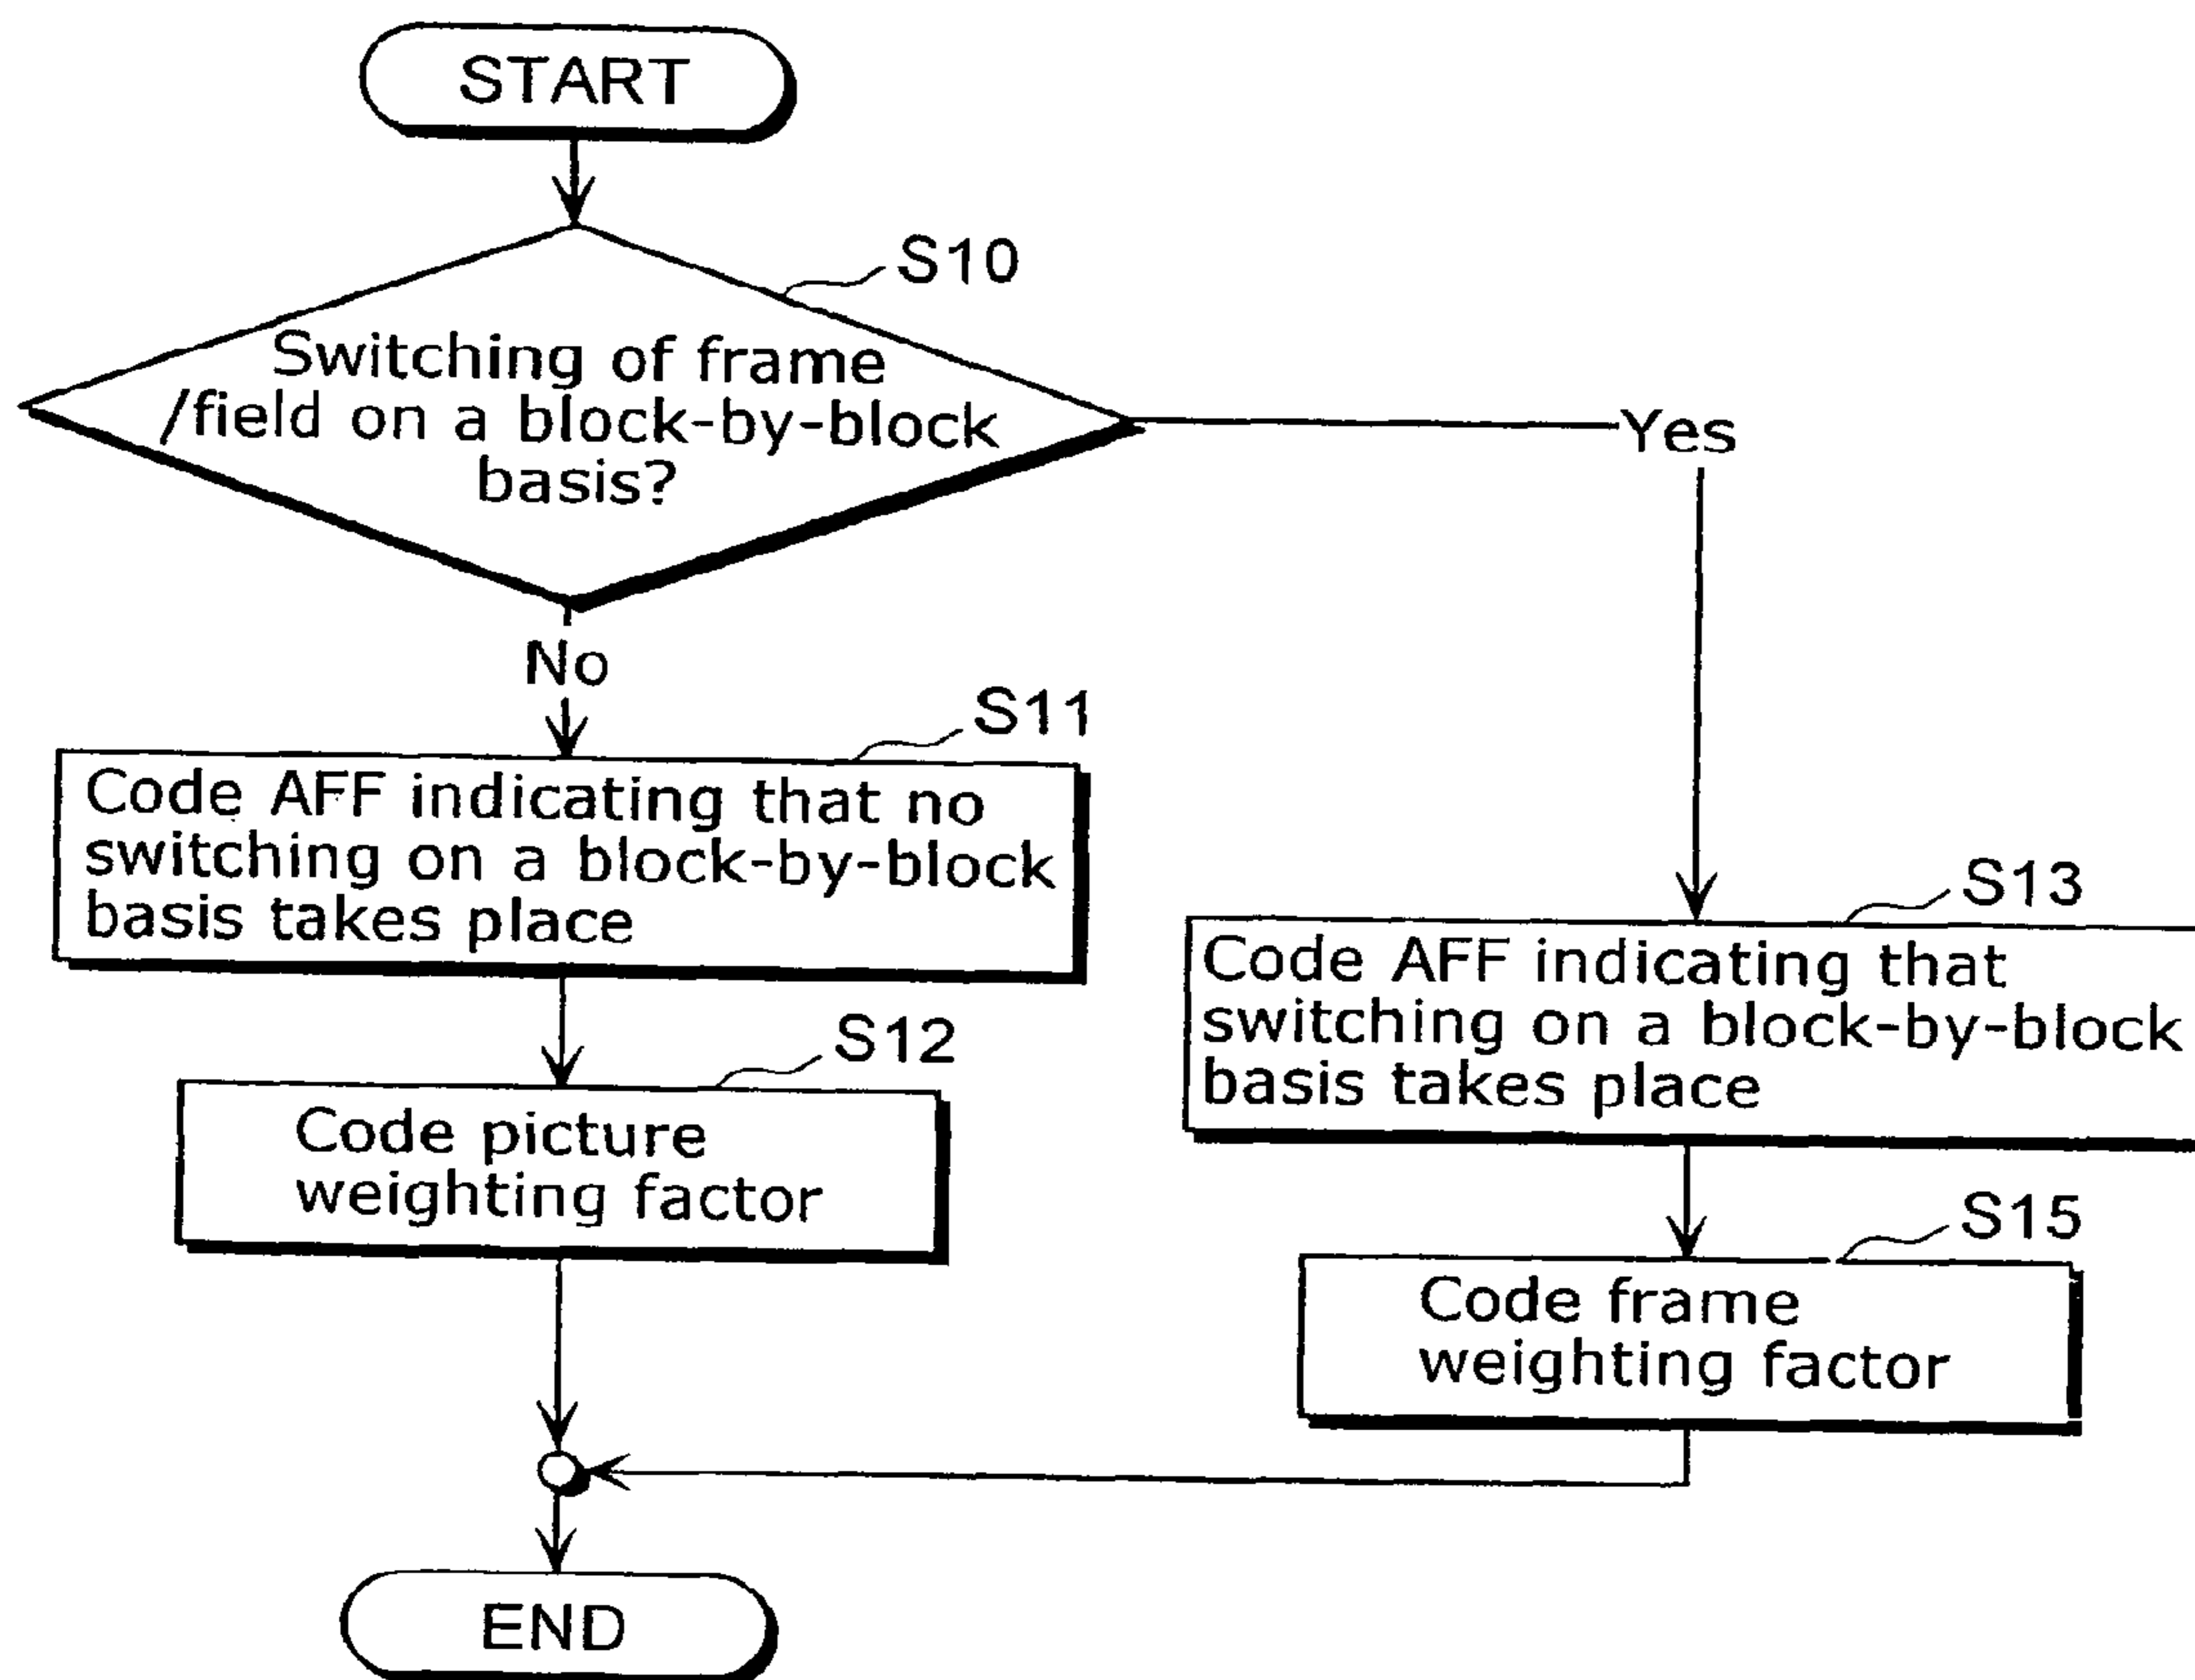 START
S10
Switching of frame
/field on a block-by-block
basis?
Yes
No
S11
Code AFF indicating that no
switching on a block-by-block
basis takes place
S13
Code AFF indicating that
switching on a block-by-block
basis takes place
S12
Code picture
weighting factor
S15
Code frame
weighting factor
END